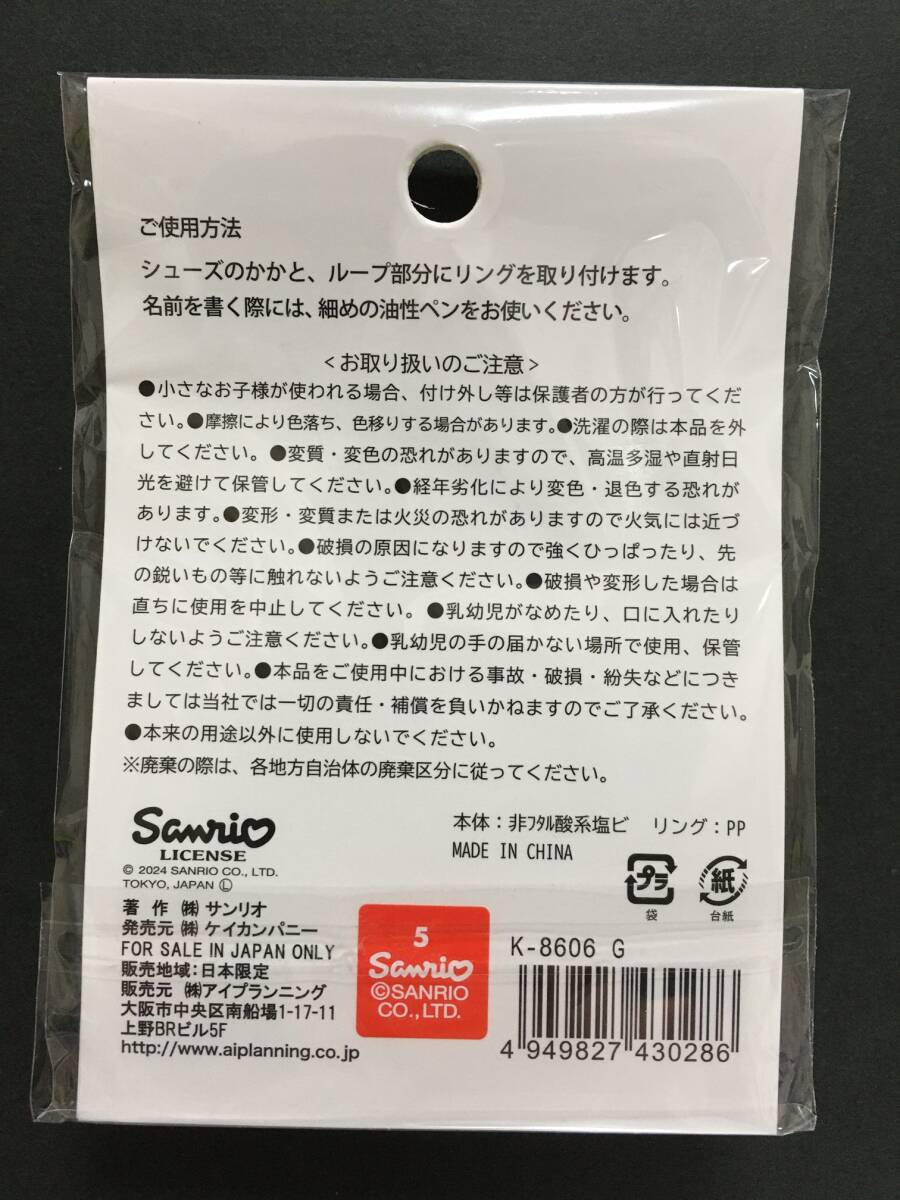 ご使用方法
シューズのかかと、ループ部分にリングを取り付けます。
名前を書く際には、細めの油性ペンをお使いください。
<お取り扱いのご注意>
●小さなお子様が使われる場合、付け外し等は保護者の方が行ってくだ
さい。●摩擦により色落ち、色移りする場合があります。●洗濯の際は本品を外
してください。●変質・変色の恐れがありますので、高温多湿や直射日
光を避けて保管してください。●経年劣化により変色・退色する恐れが
あります。●変形・変質または火災の恐れがありますので火気には近づ
けないでください。●破損の原因になりますので強くひっぱったり、先
の鋭いもの等に触れないようご注意ください。●破損や変形した場合は
直ちに使用を中止してください。●乳幼児がなめたり、口に入れたり
しないようご注意ください。●乳幼児の手の届かない場所で使用、保管
してください。●本品をご使用中における事故・破損・紛失などにつき
ましては当社では一切の責任・補償を負いかねますのでご了承ください。
●本来の用途以外に使用しないでください。
※廃棄の際は、各地方自治体の廃棄区分に従ってください。
本体:非フタル酸系塩ビ リング:PP
MADE IN CHINA
プラ
袋
紙
台紙
Sanrio
LICENSE
© 2024 SANRIO CO., LTD.
TOKYO, JAPAN Ⓛ
著 作 ㈱ サンリオ
発売元 ㈱ ケイカンパニー
FOR SALE IN JAPAN ONLY
販売地域:日本限定
販売元 ㈱アイプランニング
大阪市中央区南船場1-17-11
上野BRビル5F
http://www.aiplanning.co.jp
5
Sanrio
©SANRIO
CO.,LTD.
K-8606 G
4 949827 430286